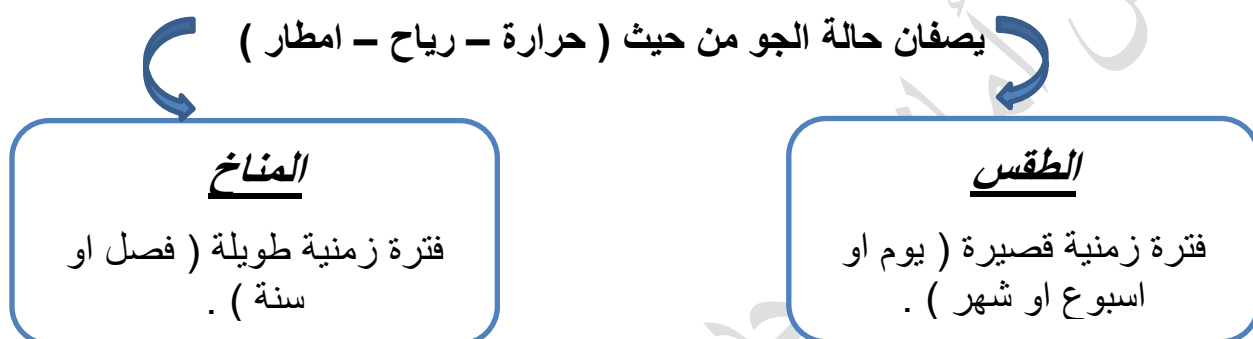 يصفان حالة الجو من حيث ( حرارة – رياح – امطار )
الطقس
فترة زمنية قصيرة ( يوم او
اسبوع او شهر ) .
المناخ
فترة زمنية طويلة ( فصل او
سنة ) .